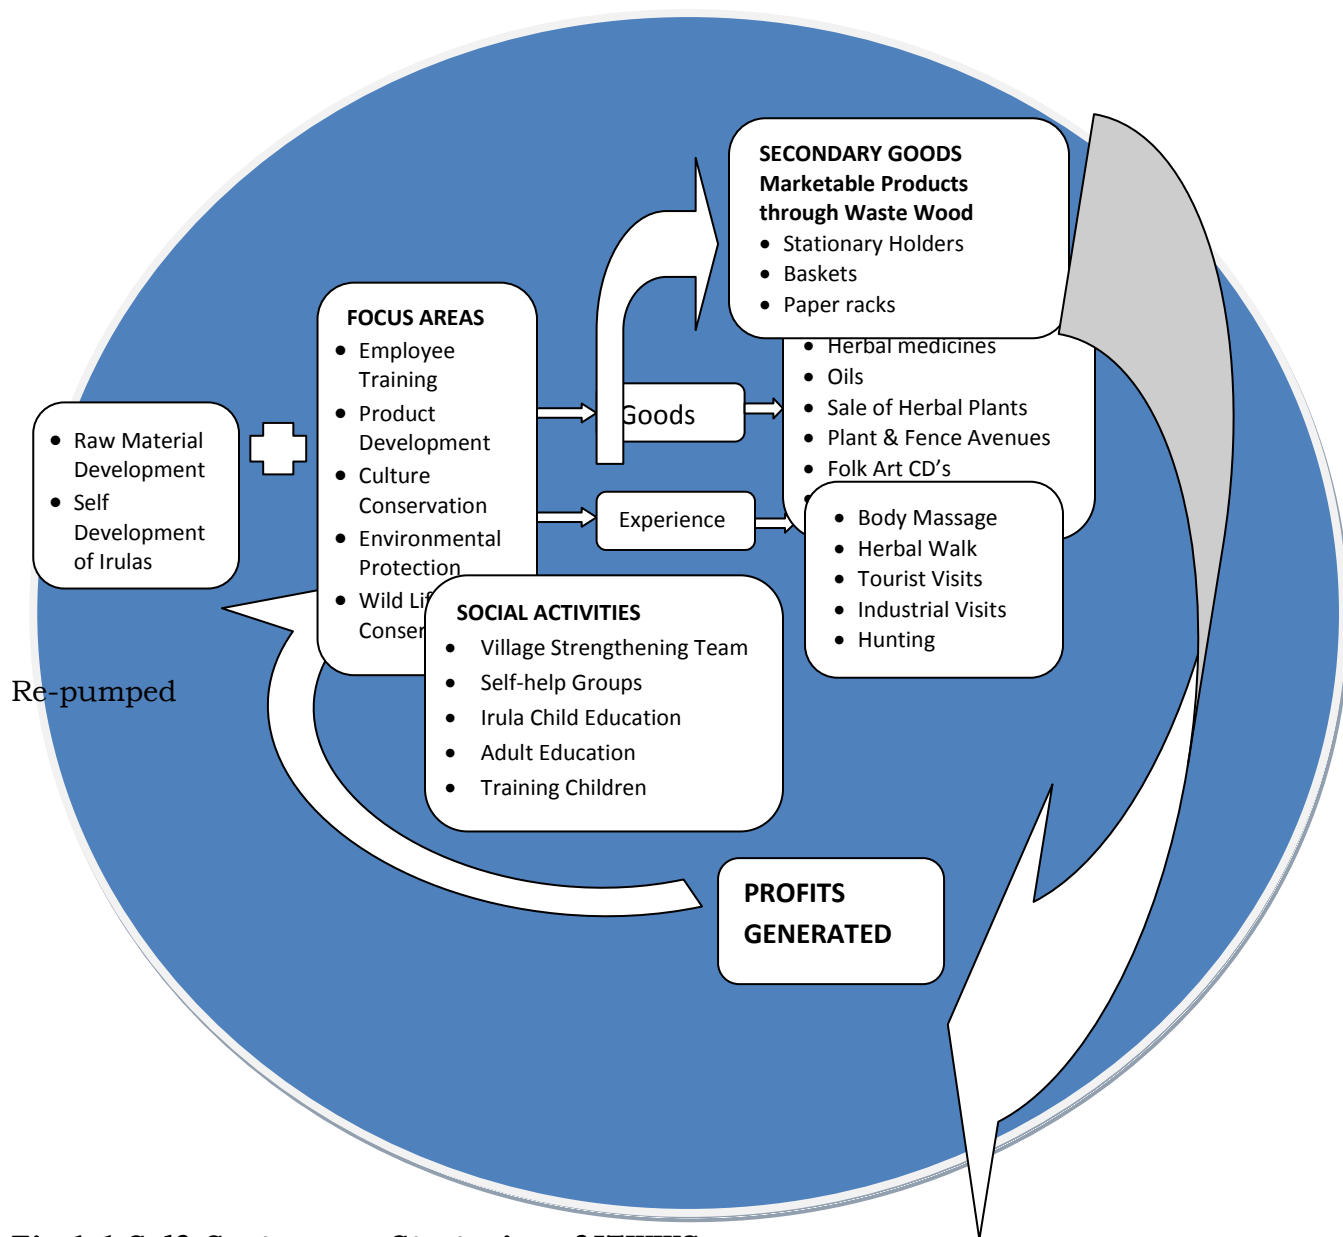 SECONDARY GOODS
Marketable Products
through Waste Wood
• Stationary Holders
• Baskets
• Paper racks
FOCUS AREAS
• Employee
Training
• Product
Development
• Culture
Conservation
• Environmental
Protection
• Wild Lif
Conser
• Raw Material
Development
• Self
Development
of Irulas
Goods
• Herbal medicines
• Oils
• Sale of Herbal Plants
• Plant & Fence Avenues
• Folk Art CD’s
Experience
• Body Massage
• Herbal Walk
• Tourist Visits
• Industrial Visits
• Hunting
SOCIAL ACTIVITIES
• Village Strengthening Team
• Self-help Groups
• Irula Child Education
• Adult Education
• Training Children
Re-pumped
PROFITS
GENERATED